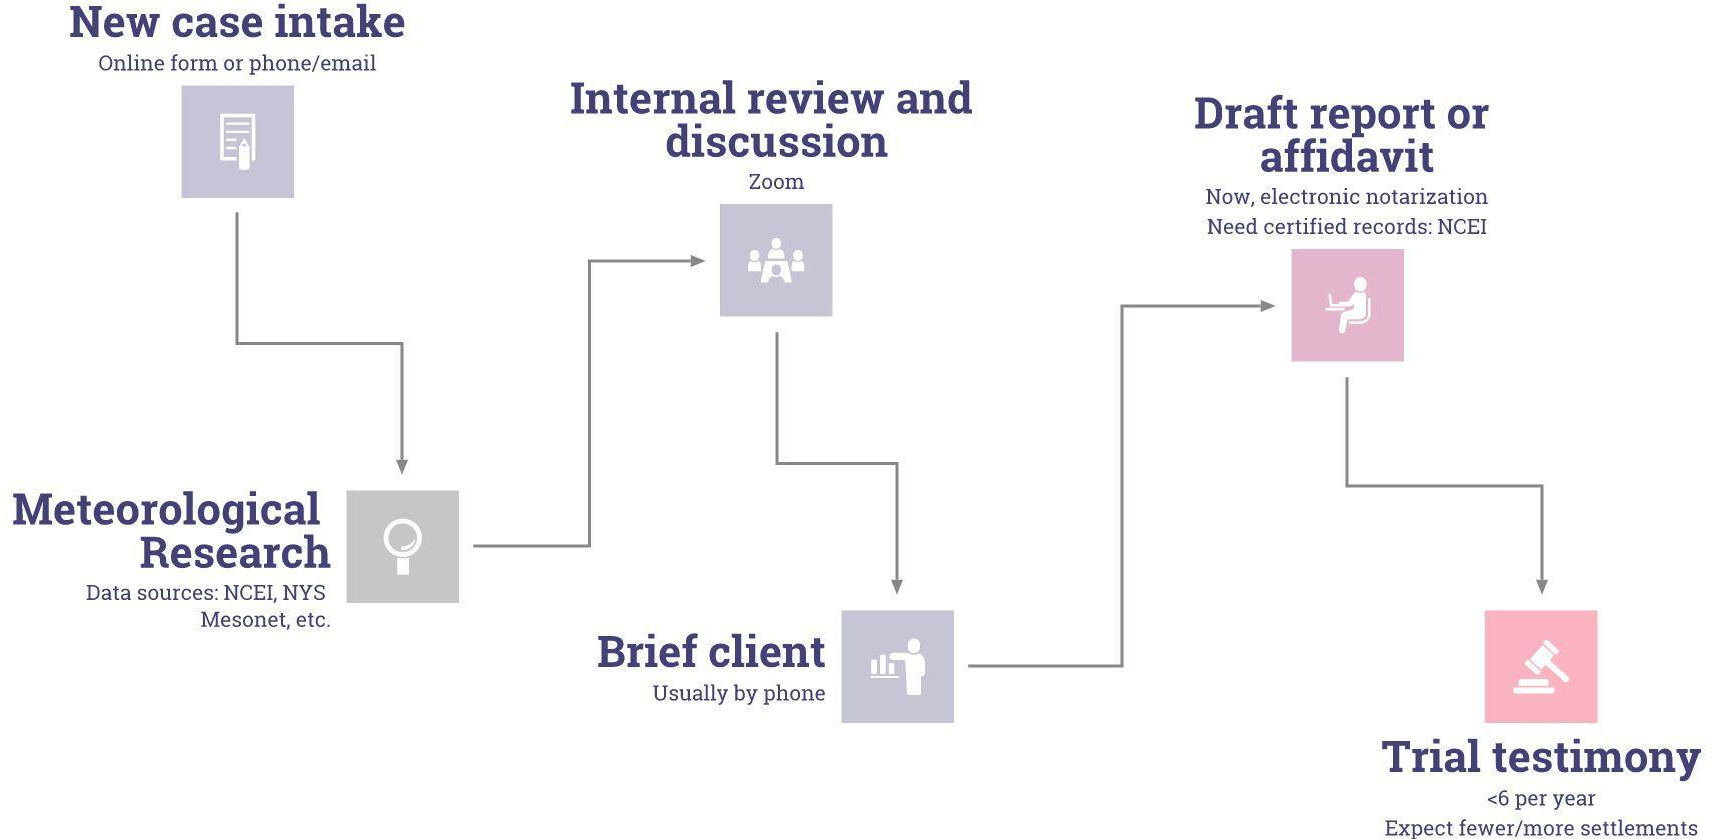 New case intake
Online form or phone/email
Meteorological
Research
Data sources: NCEI, NYS
Mesonet, etc.
Internal review and
discussion
Zoom
Brief client
Usually by phone
Draft report or
affidavit
Now, electronic notarization
Need certified records: NCEI
Trial testimony
<6 per year
Expect fewer/more settlements